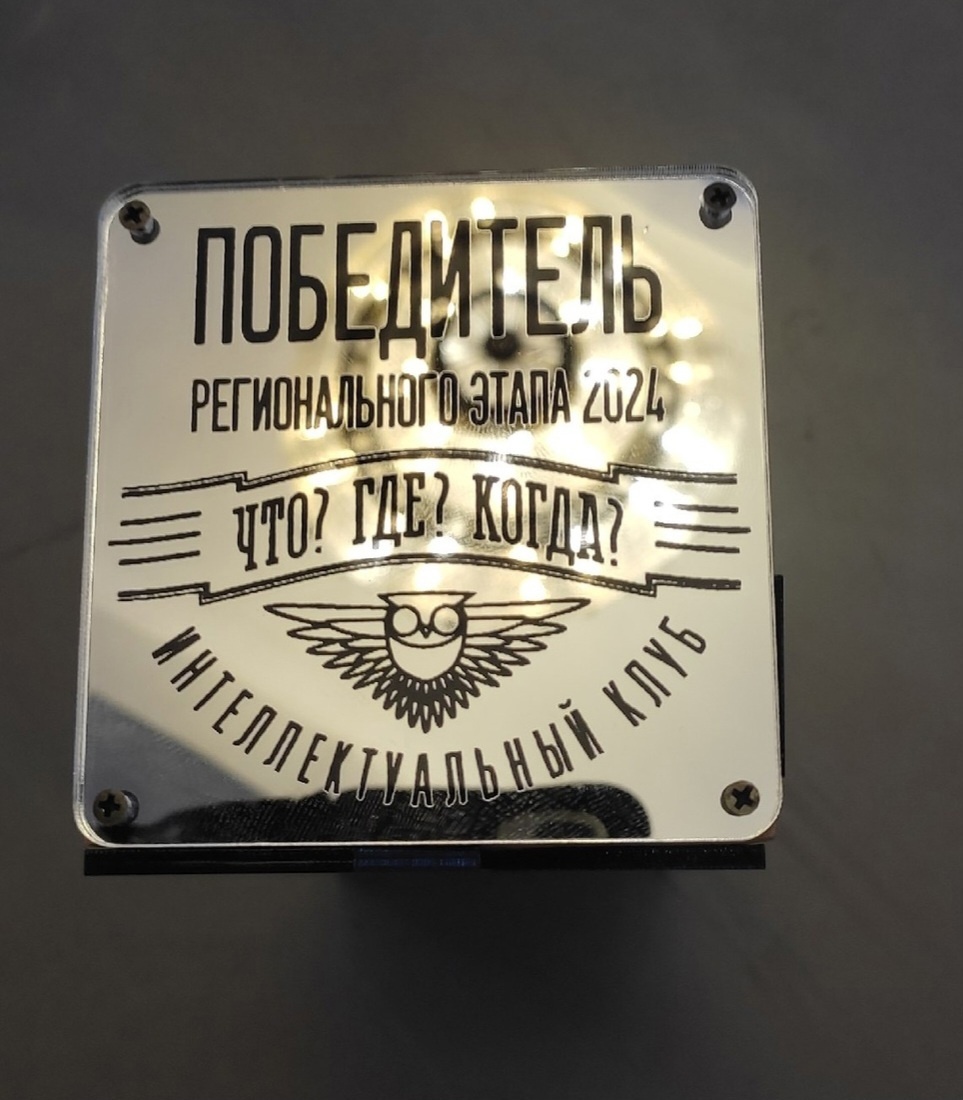 ПОБЕДИТЕЛЬ
РЕГИОНАЛЬНОГО ЭТАПА 2024
ЧТО? ГДЕ? КОГДА?
ИНТЕЛЛЕКТУАЛЬНЫЙ КЛУБ